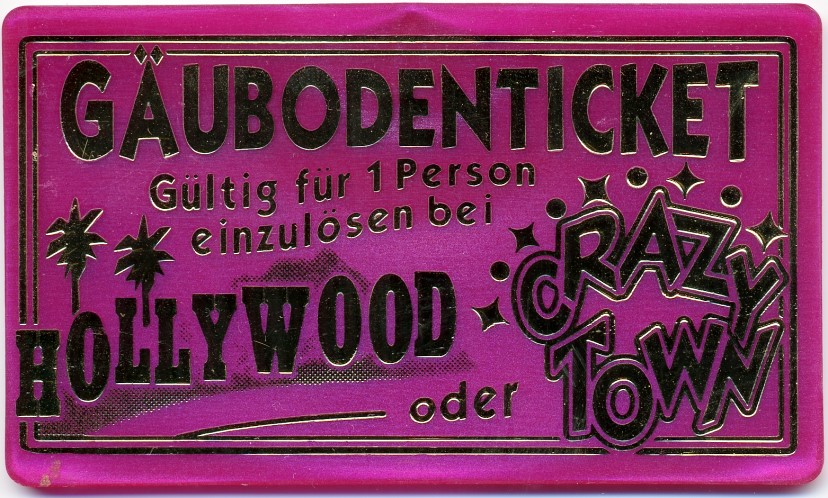 GÄUBODENTICKET
Gültig für 1 Person
einzulösen bei
HOLLYWOOD
oder
CRAZY
TOWN